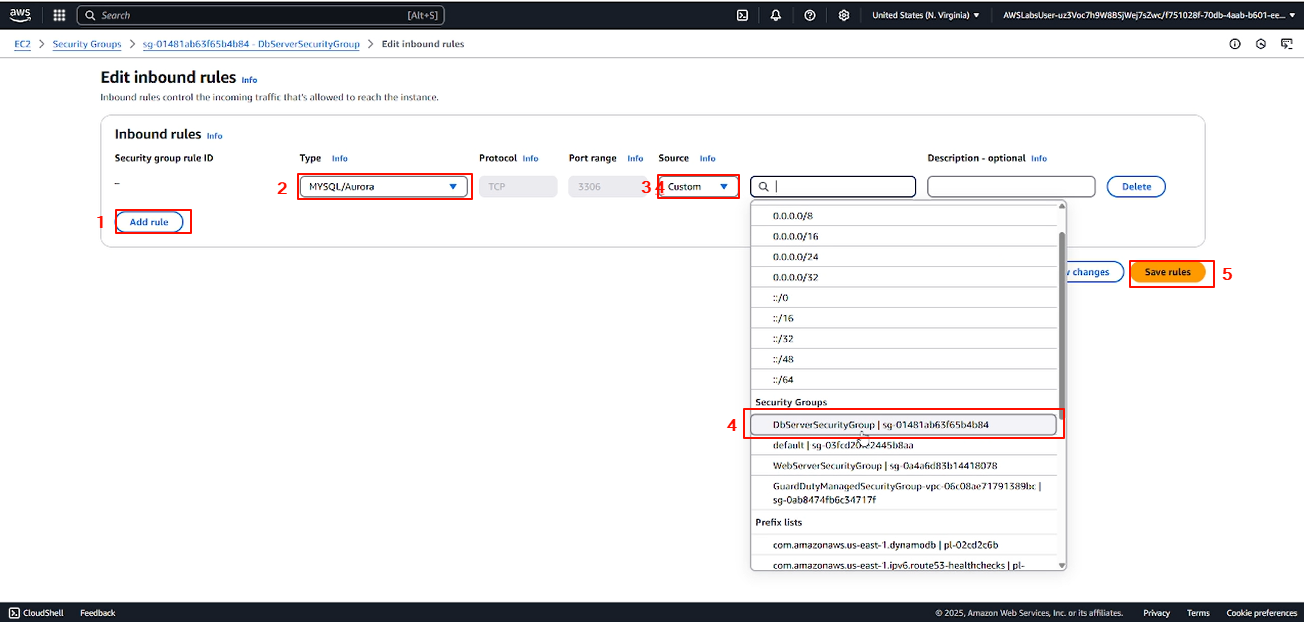 aws Search [Alt+S] United States (N. Virginia) AWSLabsUser-uz3Voc7h9W8BSjWej7sZwc/f751028f-70db-4aab-b601-ee...
EC2 > Security Groups > sg-01481ab63f65b4b84 - DbServerSecurityGroup > Edit inbound rules
Edit inbound rules Info
Inbound rules control the incoming traffic that's allowed to reach the instance.
Inbound rules Info
Security group rule ID Type Info Protocol Info Port range Info Source Info Description - optional Info
– 2 MYSQL/Aurora TCP 3306 3 4 Custom Delete
1 Add rule
0.0.0.0/8
0.0.0.0/16
0.0.0.0/24
0.0.0.0/32
changes Save rules 5
::/0
::/16
::/32
::/48
::/64
Security Groups
4 DbServerSecurityGroup | sg-01481ab63f65b4b84
default |
WebServerSecurityGroup | sg-0a4a6d83b14418078
GuardDutyManagedSecurityGroup-vpc-06c08ae71791389bc |
sg-0ab8474fb6c34717f
Prefix lists
com.amazonaws.us-east-1.dynamodb | pl-02cd2c6b
com.amazonaws.us-east-1.ipv6.route53-healthchecks | pl-
CloudShell Feedback © 2025, Amazon Web Services, Inc. or its affiliates. Privacy Terms Cookie preferences